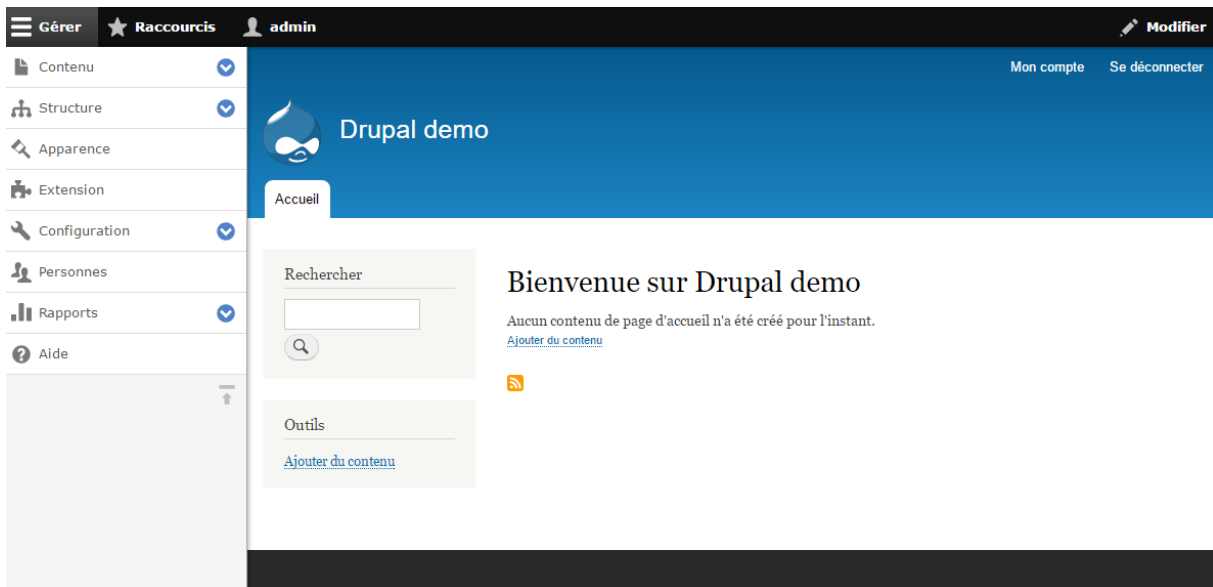 Gérer Raccourcis admin Modifier
Contenu
Structure
Apparence
Extension
Configuration
Personnes
Rapports
Aide
Mon compte Se déconnecter
Drupal demo
Accueil
Rechercher
Outils
Ajouter du contenu
Bienvenue sur Drupal demo
Aucun contenu de page d'accueil n'a été créé pour l'instant.
Ajouter du contenu